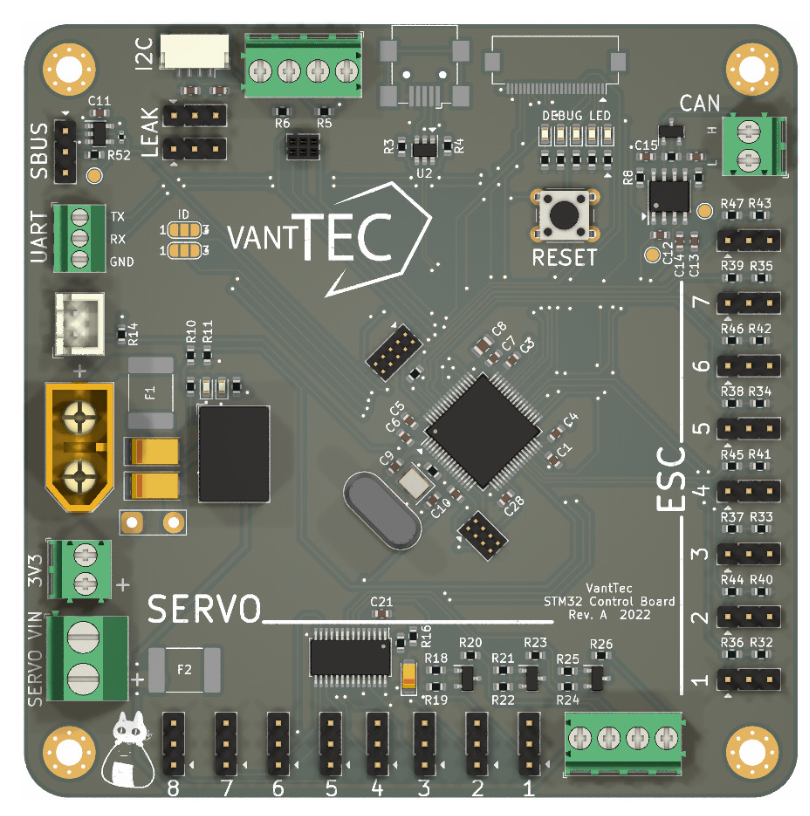 I2C
LEAK
SBUS
C11
R52
R6
R5
R3
R4
U2
DEBUG LED
CAN
H
L
C15
R8
UART
TX
RX
GND
ID
1 3
1 3
VANTTEC
RESET
C12
C14
C13
R47 R43
R39 R35
7
R46 R42
6
R38 R34
5
R45 R41
4
R37 R33
3
R44 R40
2
R36 R32
1
ESC
R14
R10
R11
F1
C8
C7
C3
C5
C6
C4
C1
C9
C10
C28
3V3
+
+
SERVO VIN
+
F2
SERVO
C21
R16
R18
R19
R20
R21
R22
R23
R25
R24
R26
VantTec
STM32 Control Board
Rev. A 2022
8 7 6 5 4 3 2 1